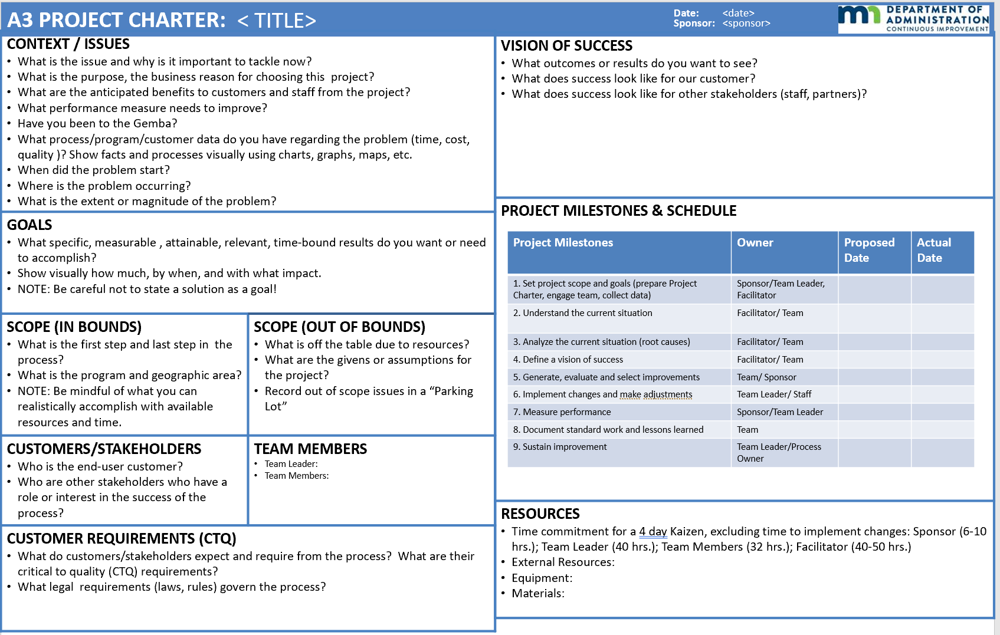 A3 PROJECT CHARTER: < TITLE>
Date: <date>
Sponsor: <sponsor>
mn DEPARTMENT OF
ADMINISTRATION
CONTINUOUS IMPROVEMENT
CONTEXT / ISSUES
• What is the issue and why is it important to tackle now?
• What is the purpose, the business reason for choosing this  project?
• What are the anticipated benefits to customers and staff from the project?
• What performance measure needs to improve?
• Have you been to the Gemba?
• What process/program/customer data do you have regarding the problem (time, cost,
quality )? Show facts and processes visually using charts, graphs, maps, etc.
• When did the problem start?
• Where is the problem occurring?
• What is the extent or magnitude of the problem?
GOALS
• What specific, measurable , attainable, relevant, time-bound results do you want or need
to accomplish?
• Show visually how much, by when, and with what impact.
• NOTE: Be careful not to state a solution as a goal!
SCOPE (IN BOUNDS)
• What is the first step and last step in  the
process?
• What is the program and geographic area?
• NOTE: Be mindful of what you can
realistically accomplish with available
resources and time.
SCOPE (OUT OF BOUNDS)
• What is off the table due to resources?
• What are the givens or assumptions for
the project?
• Record out of scope issues in a “Parking
Lot”
CUSTOMERS/STAKEHOLDERS
• Who is the end-user customer?
• Who are other stakeholders who have a
role or interest in the success of the
process?
TEAM MEMBERS
• Team Leader:
• Team Members:
CUSTOMER REQUIREMENTS (CTQ)
• What do customers/stakeholders expect and require from the process?  What are their
critical to quality (CTQ) requirements?
• What legal  requirements (laws, rules) govern the process?
VISION OF SUCCESS
• What outcomes or results do you want to see?
• What does success look like for our customer?
• What does success look like for other stakeholders (staff, partners)?
PROJECT MILESTONES & SCHEDULE
Project Milestones Owner Proposed Date Actual Date
1. Set project scope and goals (prepare Project
Charter, engage team, collect data)
Sponsor/Team Leader,
Facilitator
2. Understand the current situation Facilitator/ Team
3. Analyze the current situation (root causes) Facilitator/ Team
4. Define a vision of success Facilitator/ Team
5. Generate, evaluate and select improvements Team/ Sponsor
6. Implement changes and make adjustments Team Leader/ Staff
7. Measure performance Sponsor/Team Leader
8. Document standard work and lessons learned Team
9. Sustain improvement Team Leader/Process
Owner
RESOURCES
• Time commitment for a 4 day Kaizen, excluding time to implement changes: Sponsor (6-10
hrs.); Team Leader (40 hrs.); Team Members (32 hrs.); Facilitator (40-50 hrs.)
• External Resources:
• Equipment:
• Materials: